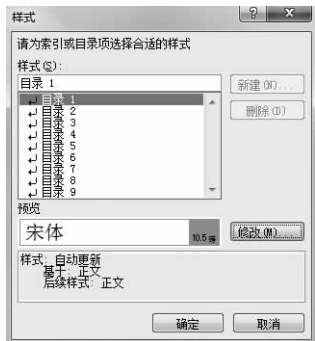 样式
请为索引或目录项选择合适的样式
样式(S):
目录 1
新建(N)...
目录 1
目录 2
目录 3
目录 4
目录 5
目录 6
目录 7
目录 8
目录 9
删除(D)
预览
宋体
10.5 磅
修改(M)...
样式: 自动更新
基于: 正文
后续样式: 正文
确定
取消